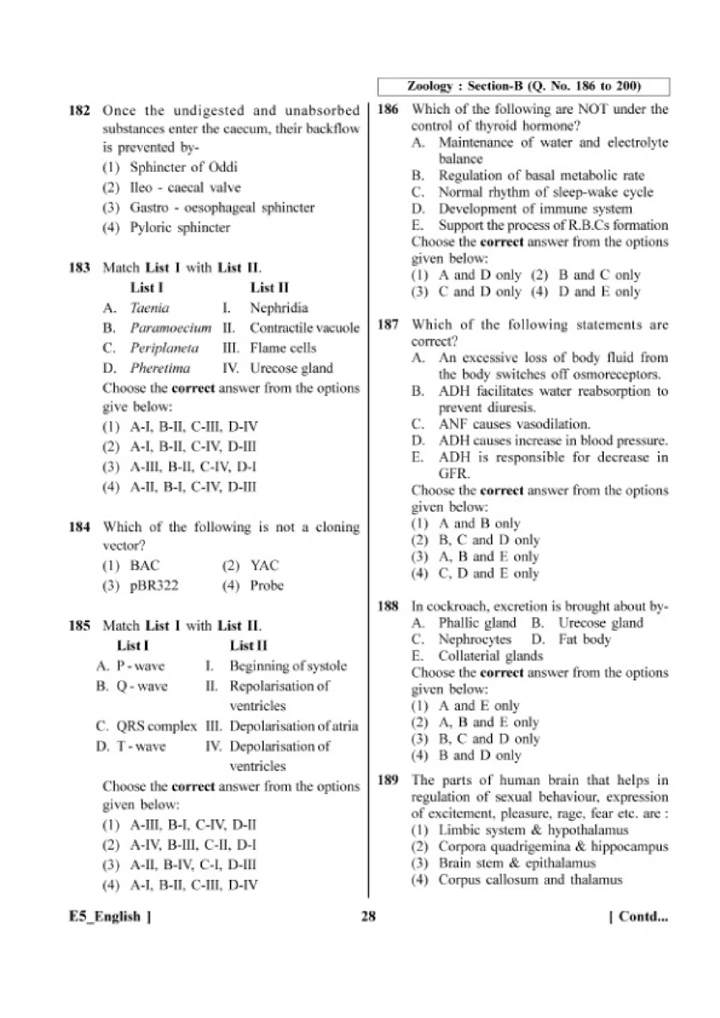 Zoology : Section-B (Q. No. 186 to 200)
182 Once the undigested and unabsorbed
substances enter the caecum, their backflow
is prevented by-
(1) Sphincter of Oddi
(2) Ileo - caecal valve
(3) Gastro - oesophageal sphincter
(4) Pyloric sphincter
183 Match List I with List II.
List I List II
A. Taenia I. Nephridia
B. Paramoecium II. Contractile vacuole
C. Periplaneta III. Flame cells
D. Pheretima IV. Urecose gland
Choose the correct answer from the options
give below:
(1) A-I, B-II, C-III, D-IV
(2) A-I, B-II, C-IV, D-III
(3) A-III, B-II, C-IV, D-I
(4) A-II, B-I, C-IV, D-III
184 Which of the following is not a cloning
vector?
(1) BAC (2) YAC
(3) pBR322 (4) Probe
185 Match List I with List II.
List I List II
A. P - wave I. Beginning of systole
B. Q - wave II. Repolarisation of
ventricles
C. QRS complex III. Depolarisation of atria
D. T - wave IV. Depolarisation of
ventricles
Choose the correct answer from the options
given below:
(1) A-III, B-I, C-IV, D-II
(2) A-IV, B-III, C-II, D-I
(3) A-II, B-IV, C-I, D-III
(4) A-I, B-II, C-III, D-IV
186 Which of the following are NOT under the
control of thyroid hormone?
A. Maintenance of water and electrolyte
balance
B. Regulation of basal metabolic rate
C. Normal rhythm of sleep-wake cycle
D. Development of immune system
E. Support the process of R.B.Cs formation
Choose the correct answer from the options
given below:
(1) A and D only (2) B and C only
(3) C and D only (4) D and E only
187 Which of the following statements are
correct?
A. An excessive loss of body fluid from
the body switches off osmoreceptors.
B. ADH facilitates water reabsorption to
prevent diuresis.
C. ANF causes vasodilation.
D. ADH causes increase in blood pressure.
E. ADH is responsible for decrease in
GFR.
Choose the correct answer from the options
given below:
(1) A and B only
(2) B, C and D only
(3) A, B and E only
(4) C, D and E only
188 In cockroach, excretion is brought about by-
A. Phallic gland B. Urecose gland
C. Nephrocytes D. Fat body
E. Collaterial glands
Choose the correct answer from the options
given below:
(1) A and E only
(2) A, B and E only
(3) B, C and D only
(4) B and D only
189 The parts of human brain that helps in
regulation of sexual behaviour, expression
of excitement, pleasure, rage, fear etc. are :
(1) Limbic system & hypothalamus
(2) Corpora quadrigemina & hippocampus
(3) Brain stem & epithalamus
(4) Corpus callosum and thalamus
E5_English ] 28 [ Contd...